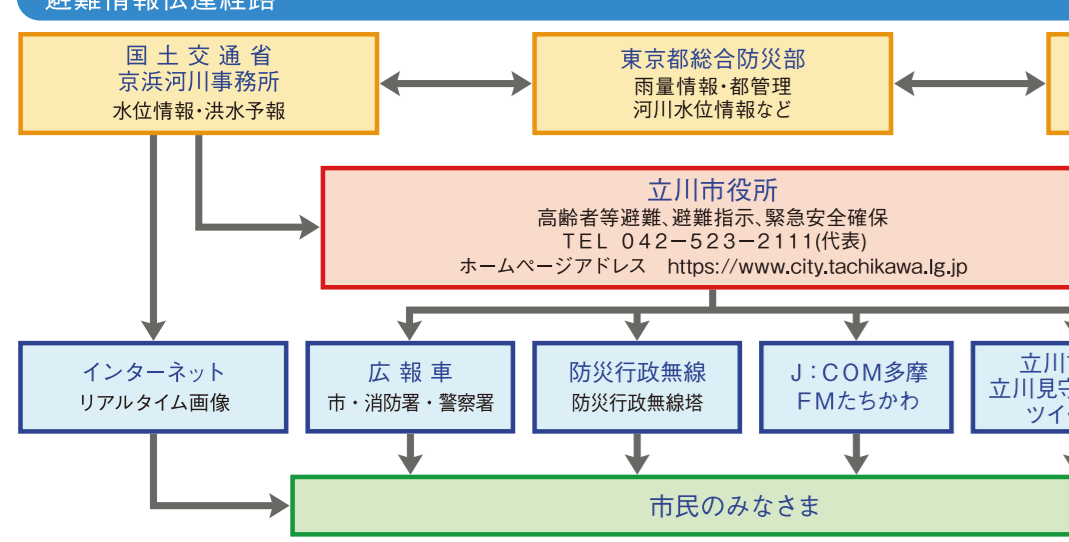 避難情報伝達経路
国土交通省
京浜河川事務所
水位情報・洪水予報
東京都総合防災部
雨量情報・都管理
河川水位情報など
立川市役所
高齢者等避難、避難指示、緊急安全確保
TEL 042－523－2111(代表)
ホームページアドレス　https://www.city.tachikawa.lg.jp
インターネット
リアルタイム画像
広報車
市・消防署・警察署
防災行政無線
防災行政無線塔
J：COM多摩
FMたちかわ
立川
立川見守
ツイ
市民のみなさま